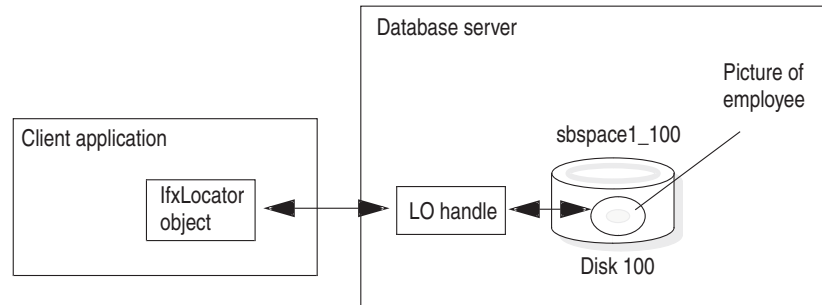 Database server
Picture of
employee
sbspace1_100
Client application
IfxLocator
object
LO handle
Disk 100